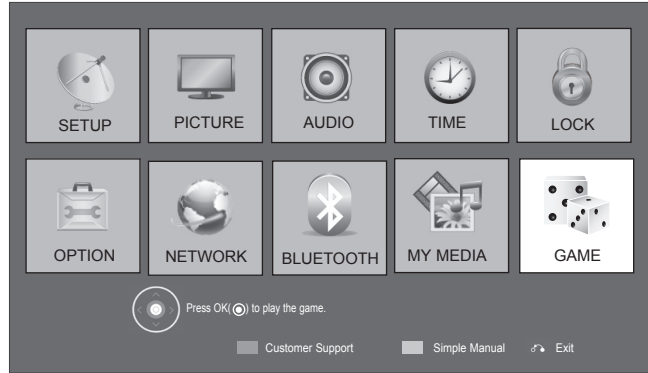 SETUP PICTURE AUDIO TIME LOCK
OPTION NETWORK BLUETOOTH MY MEDIA GAME
Press OK( ) to play the game.
Customer Support Simple Manual Exit